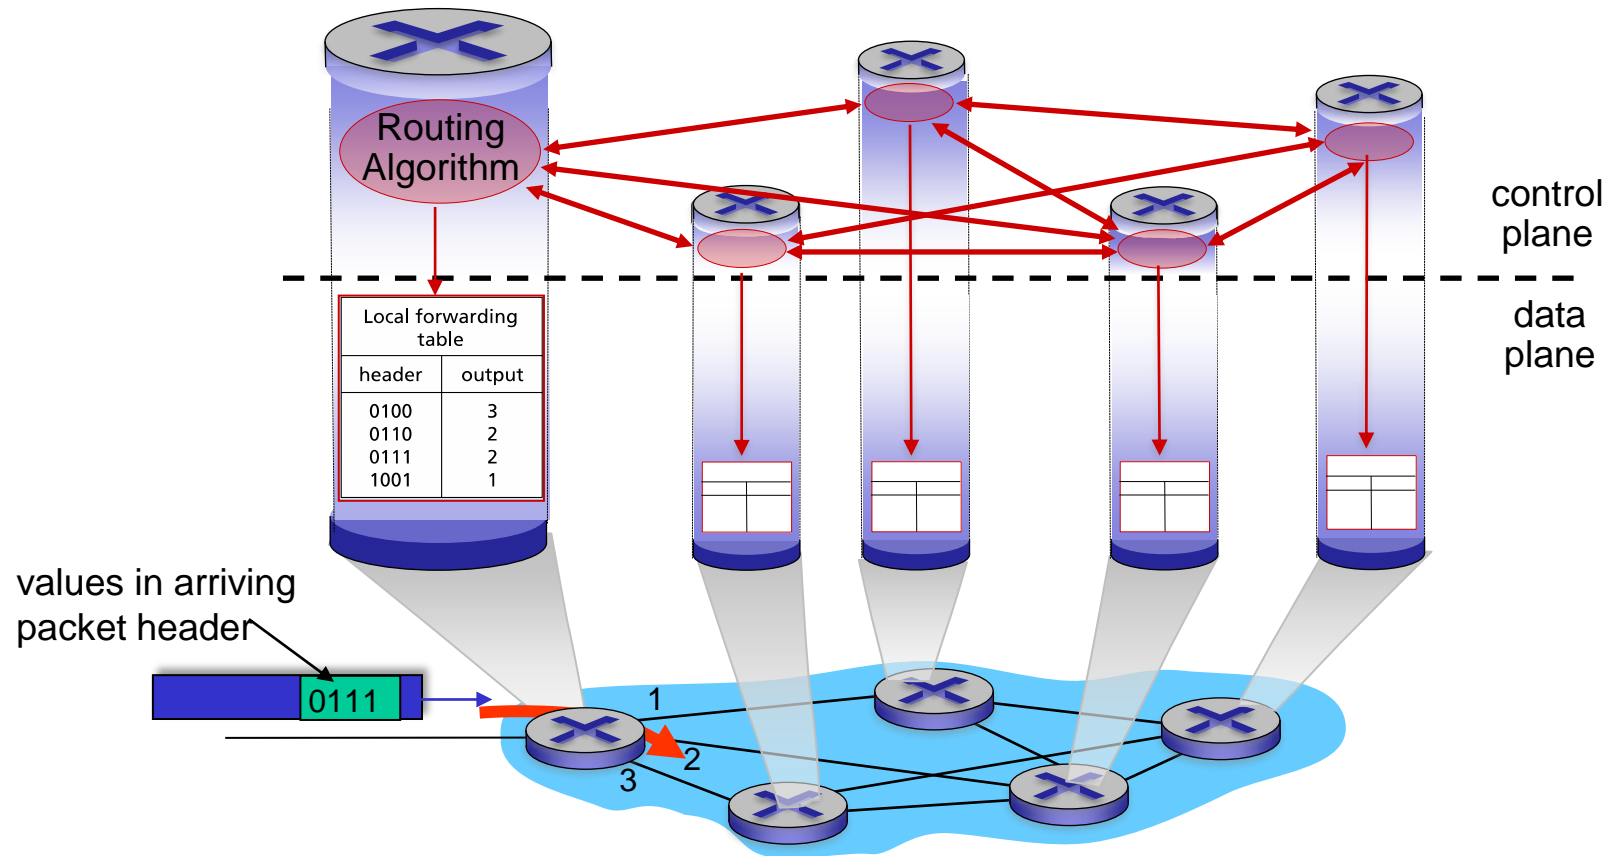 Routing
Algorithm
control
plane
data
plane
Local forwarding
table
header output
0100 3
0110 2
0111 2
1001 1
values in arriving
packet header
0111
1
2
3